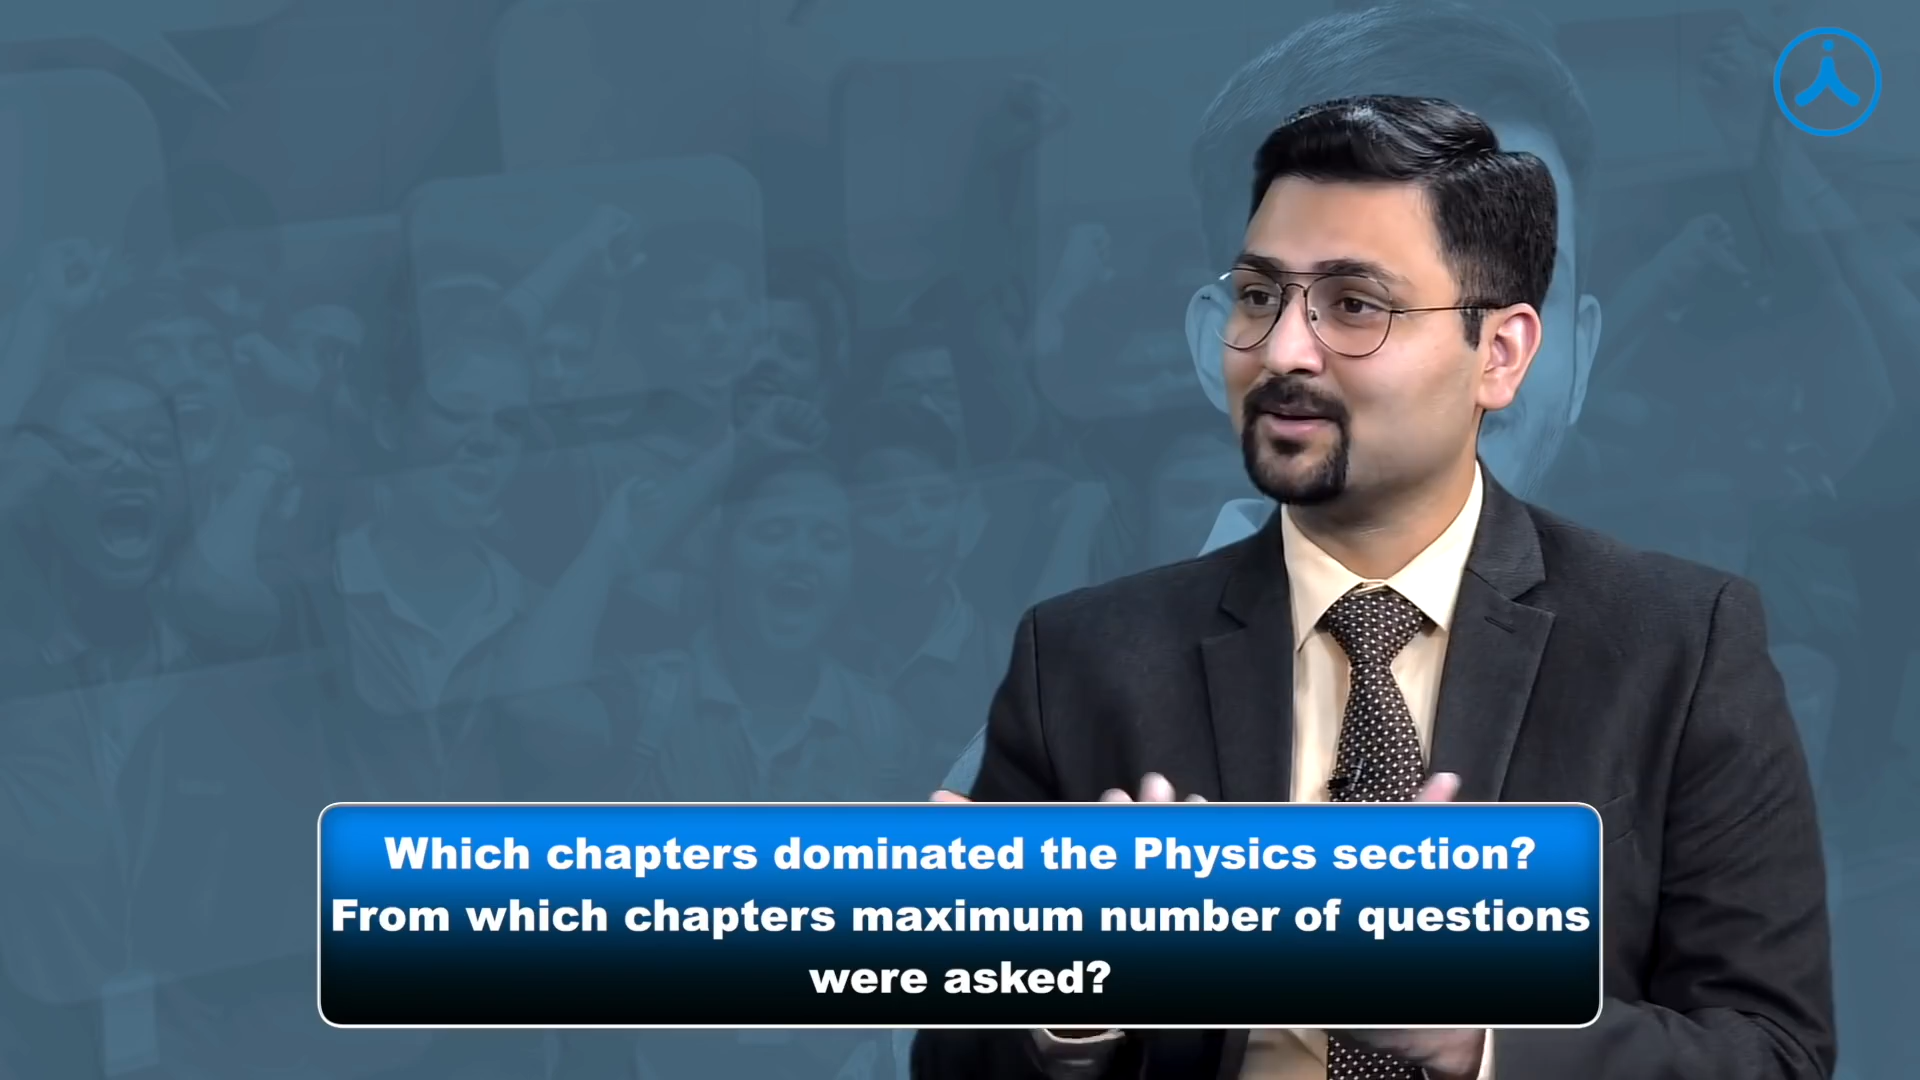 Which chapters dominated the Physics section?
From which chapters maximum number of questions
were asked?